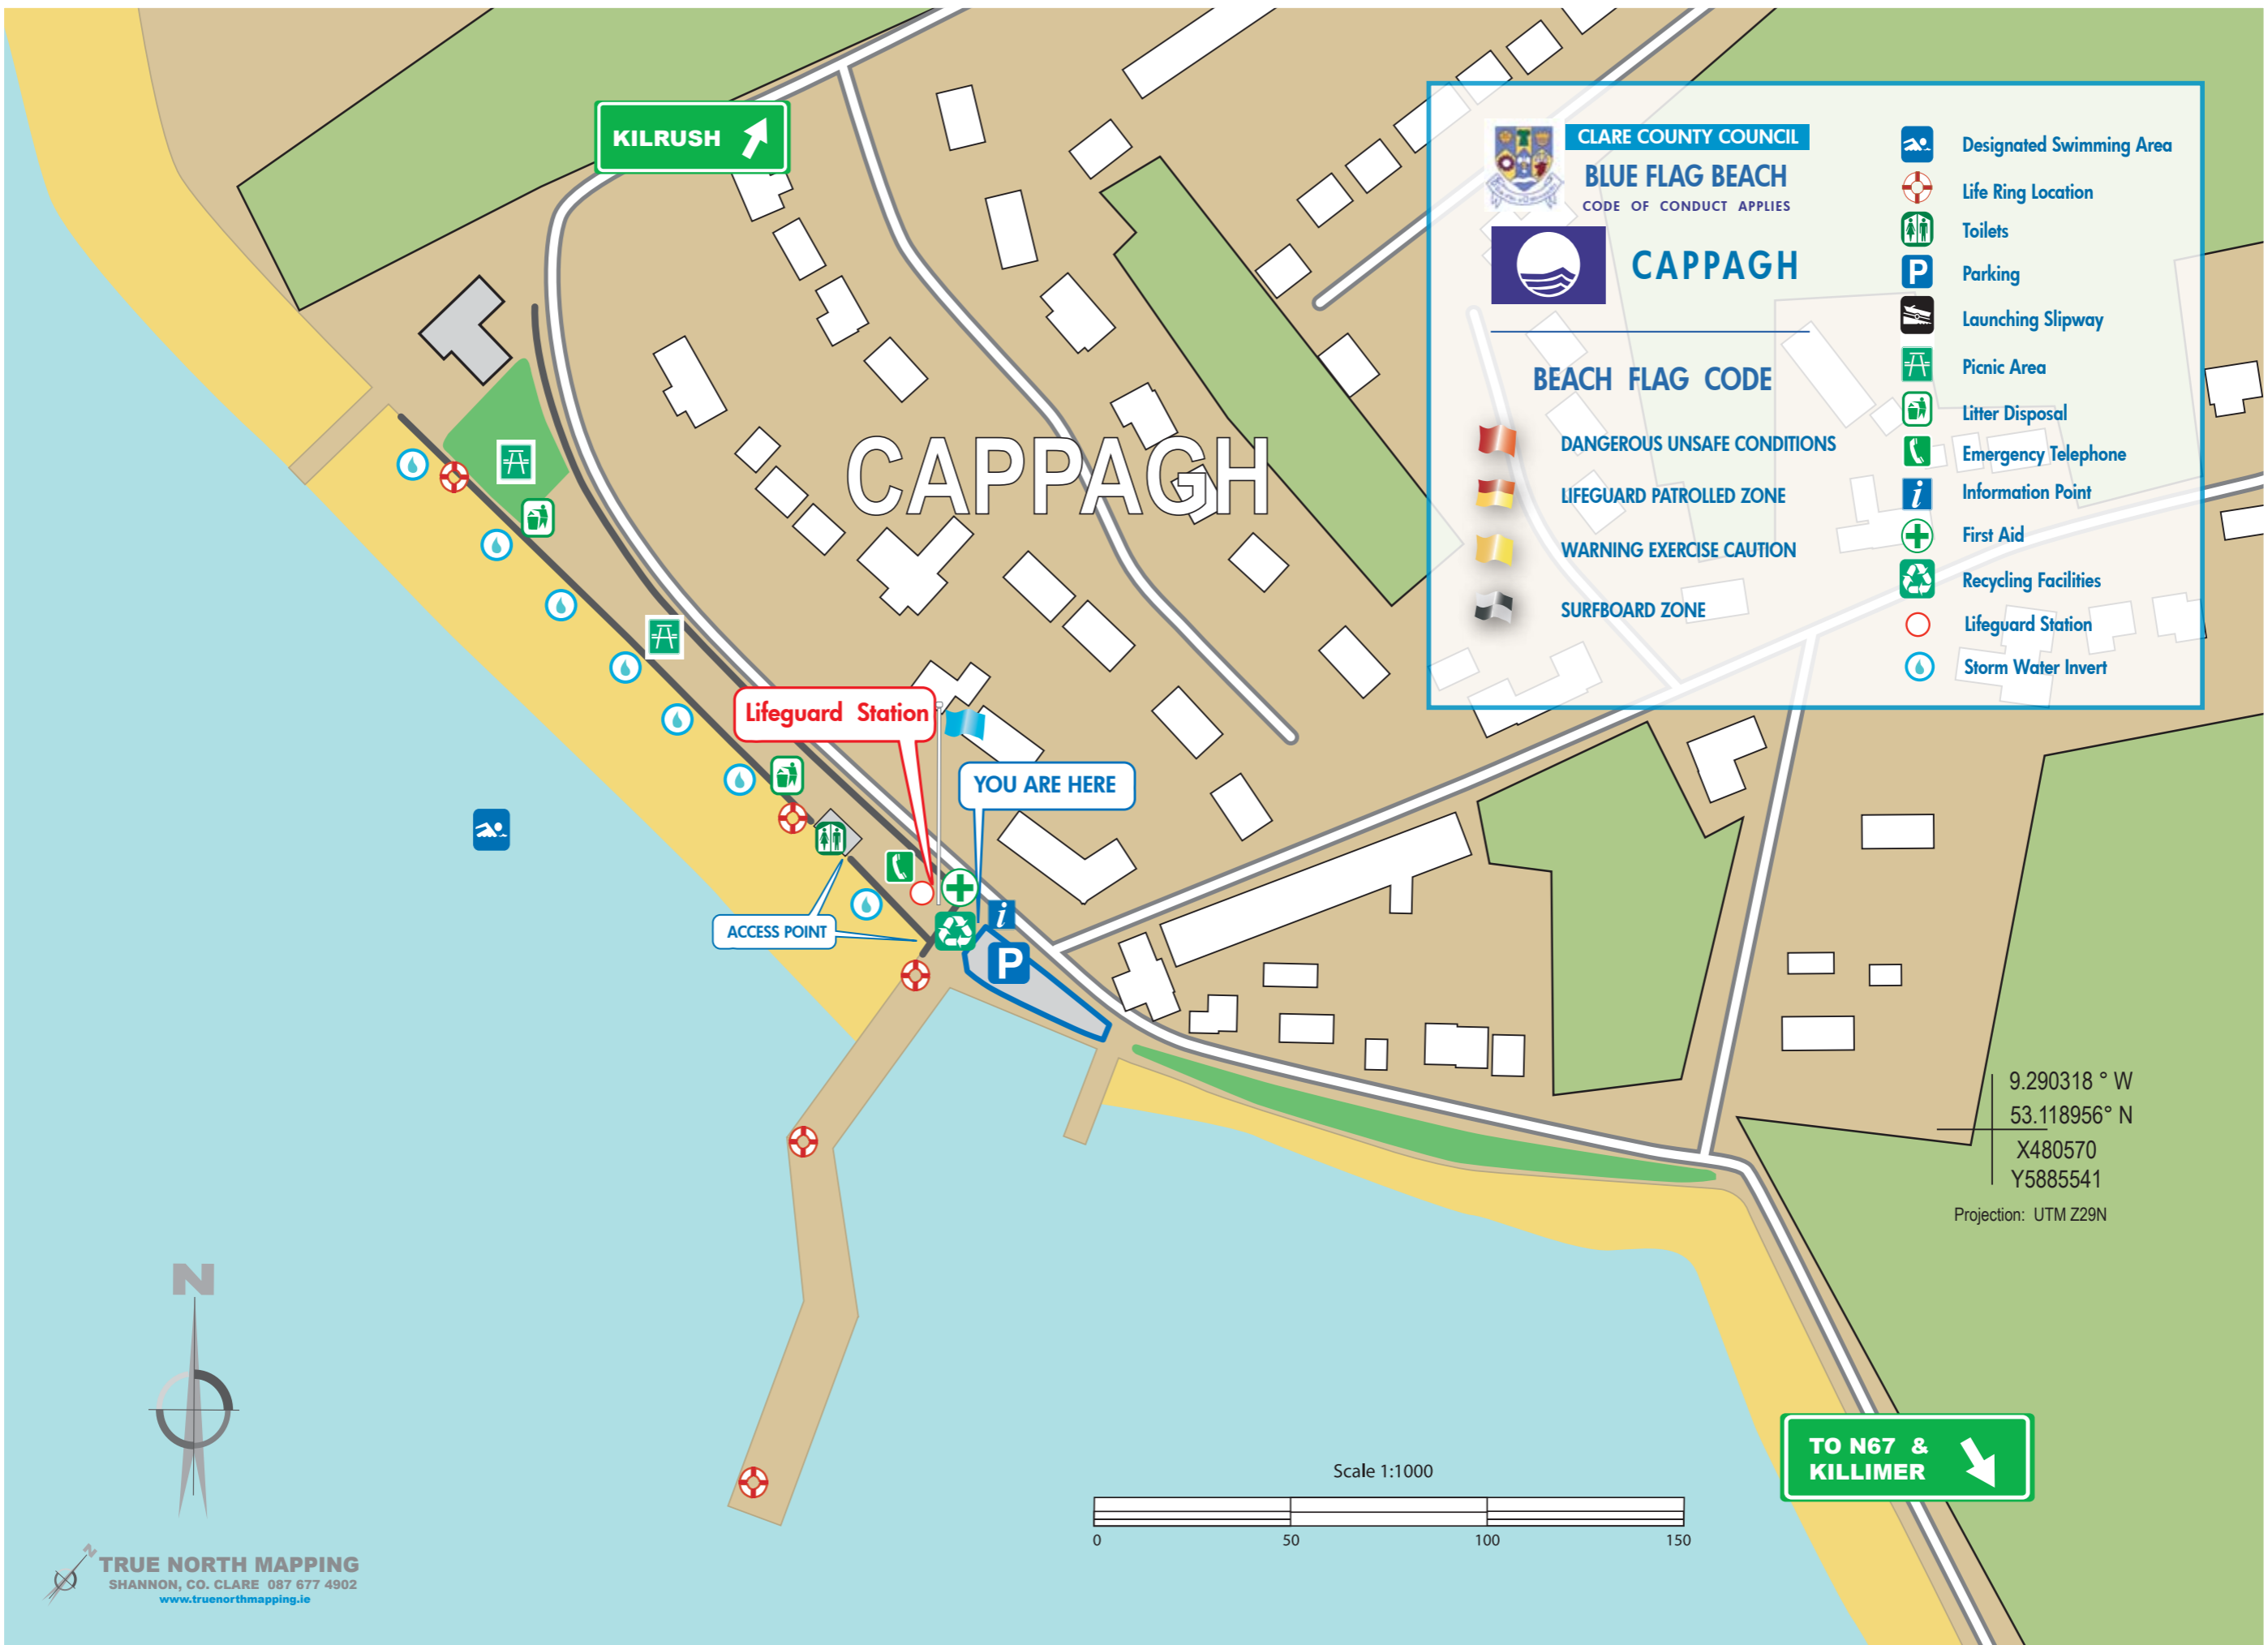 KILRUSH
CLARE COUNTY COUNCIL
BLUE FLAG BEACH
CODE OF CONDUCT APPLIES
CAPPAGH
BEACH FLAG CODE
DANGEROUS UNSAFE CONDITIONS
LIFEGUARD PATROLLED ZONE
WARNING EXERCISE CAUTION
SURFBOARD ZONE
Designated Swimming Area
Life Ring Location
Toilets
P Parking
Launching Slipway
Picnic Area
Litter Disposal
Emergency Telephone
i Information Point
First Aid
Recycling Facilities
Lifeguard Station
Storm Water Invert
CAPPAGH
Lifeguard Station
YOU ARE HERE
ACCESS POINT
i
P
9.290318 ° W
53.118956° N
X480570
Y5885541
Projection: UTM Z29N
N
TO N67 &
KILLIMER
Scale 1:1000
0 50 100 150
N
TRUE NORTH MAPPING
SHANNON, CO. CLARE 087 677 4902
www.truenorthmapping.ie